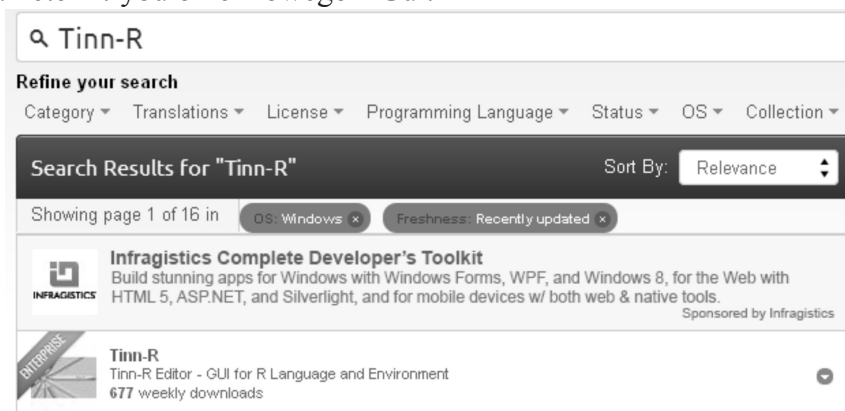 Tinn-R
Refine your search
Category Translations License Programming Language Status OS Collection
Search Results for "Tinn-R" Sort By: Relevance
Showing page 1 of 16 in OS: Windows Freshness: Recently updated
Infragistics Complete Developer's Toolkit
Build stunning apps for Windows with Windows Forms, WPF, and Windows 8, for the Web with
INFRAGISTICS HTML 5, ASP.NET, and Silverlight, and for mobile devices w/ both web & native tools.
Sponsored by Infragistics
ENTERPRISE
Tinn-R
Tinn-R Editor - GUI for R Language and Environment
677 weekly downloads